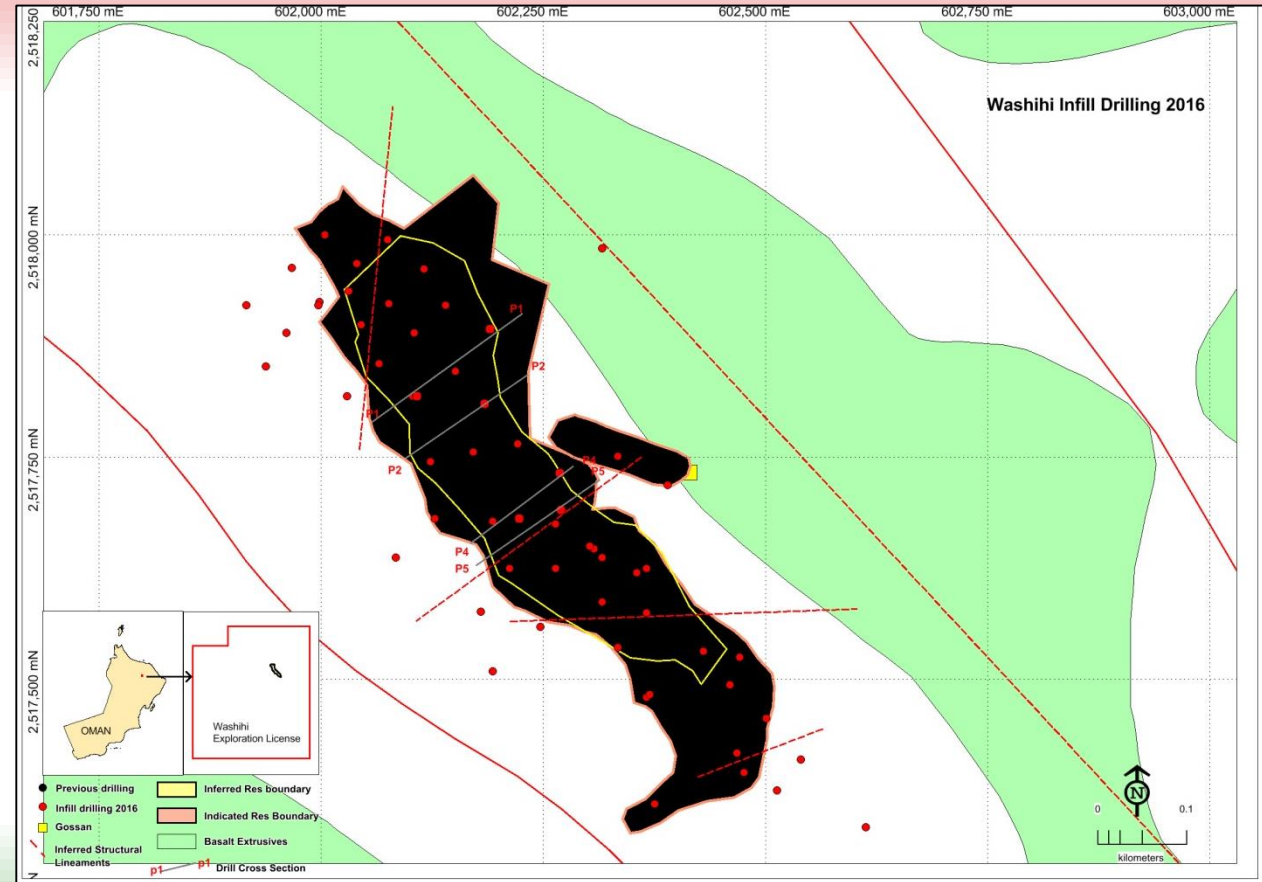 601,750 mE
602,000 mE
602,250 mE
602,500 mE
602,750 mE
603,000 mE
2,518,250
2,518,000 mN
2,517,750 mN
2,517,500 mN
N
Washihi Infill Drilling 2016
P1
P2
P1
P2
P4
P5
P4
P5
OMAN
Washihi
Exploration License
Previous drilling
Infill drilling 2016
Gossan
Inferred Structural
Lineaments
Inferred Res boundary
Indicated Res Boundary
Basalt Extrusives
p1 p1 Drill Cross Section
N
0 0.1
kilometers